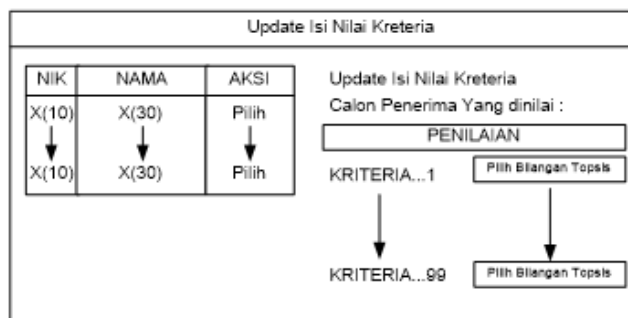 Update Isi Nilai Kreteria
NIK NAMA AKSI
X(10) X(30) Pilih
X(10) X(30) Pilih
Update Isi Nilai Kreteria
Calon Penerima Yang dinilai :
PENILAIAN
KRITERIA...1 Pilih Bilangan Topsis
KRITERIA...99 Pilih Bilangan Topsis